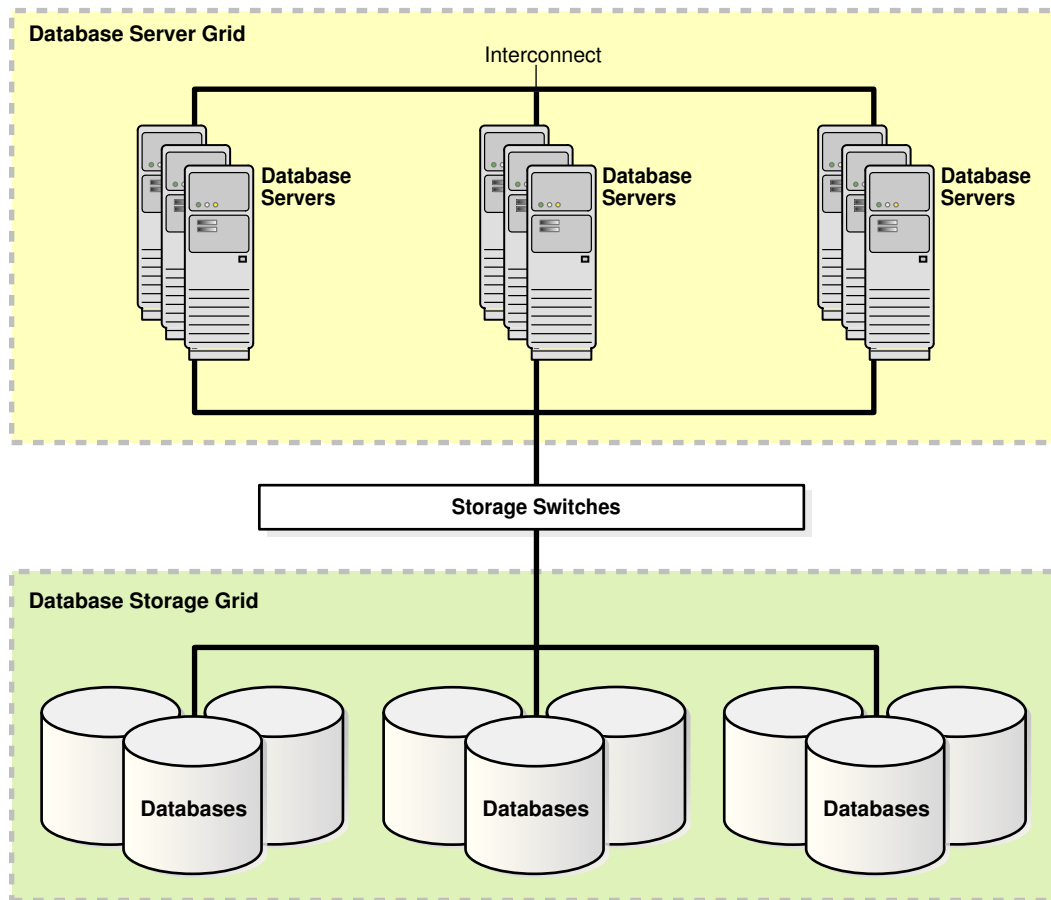 Database Server Grid
Interconnect
Database
Servers
Database
Servers
Database
Servers
Storage Switches
Database Storage Grid
Databases
Databases
Databases